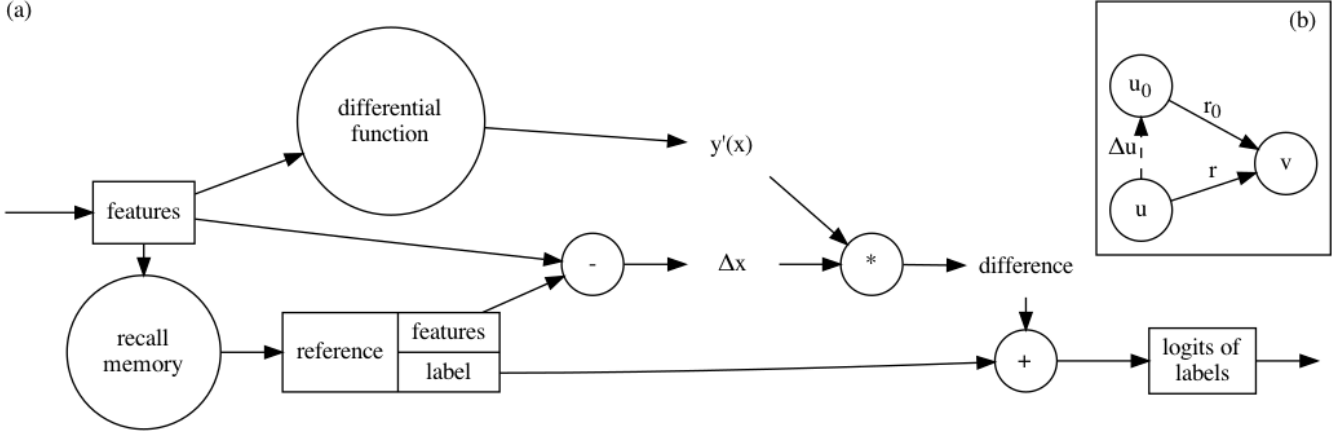 (a)
differential
function
y'(x)
features
-
Δx
*
difference
recall
memory
reference
features
label
+
logits of
labels
(b)
u₀
r₀
Δu
v
r
u